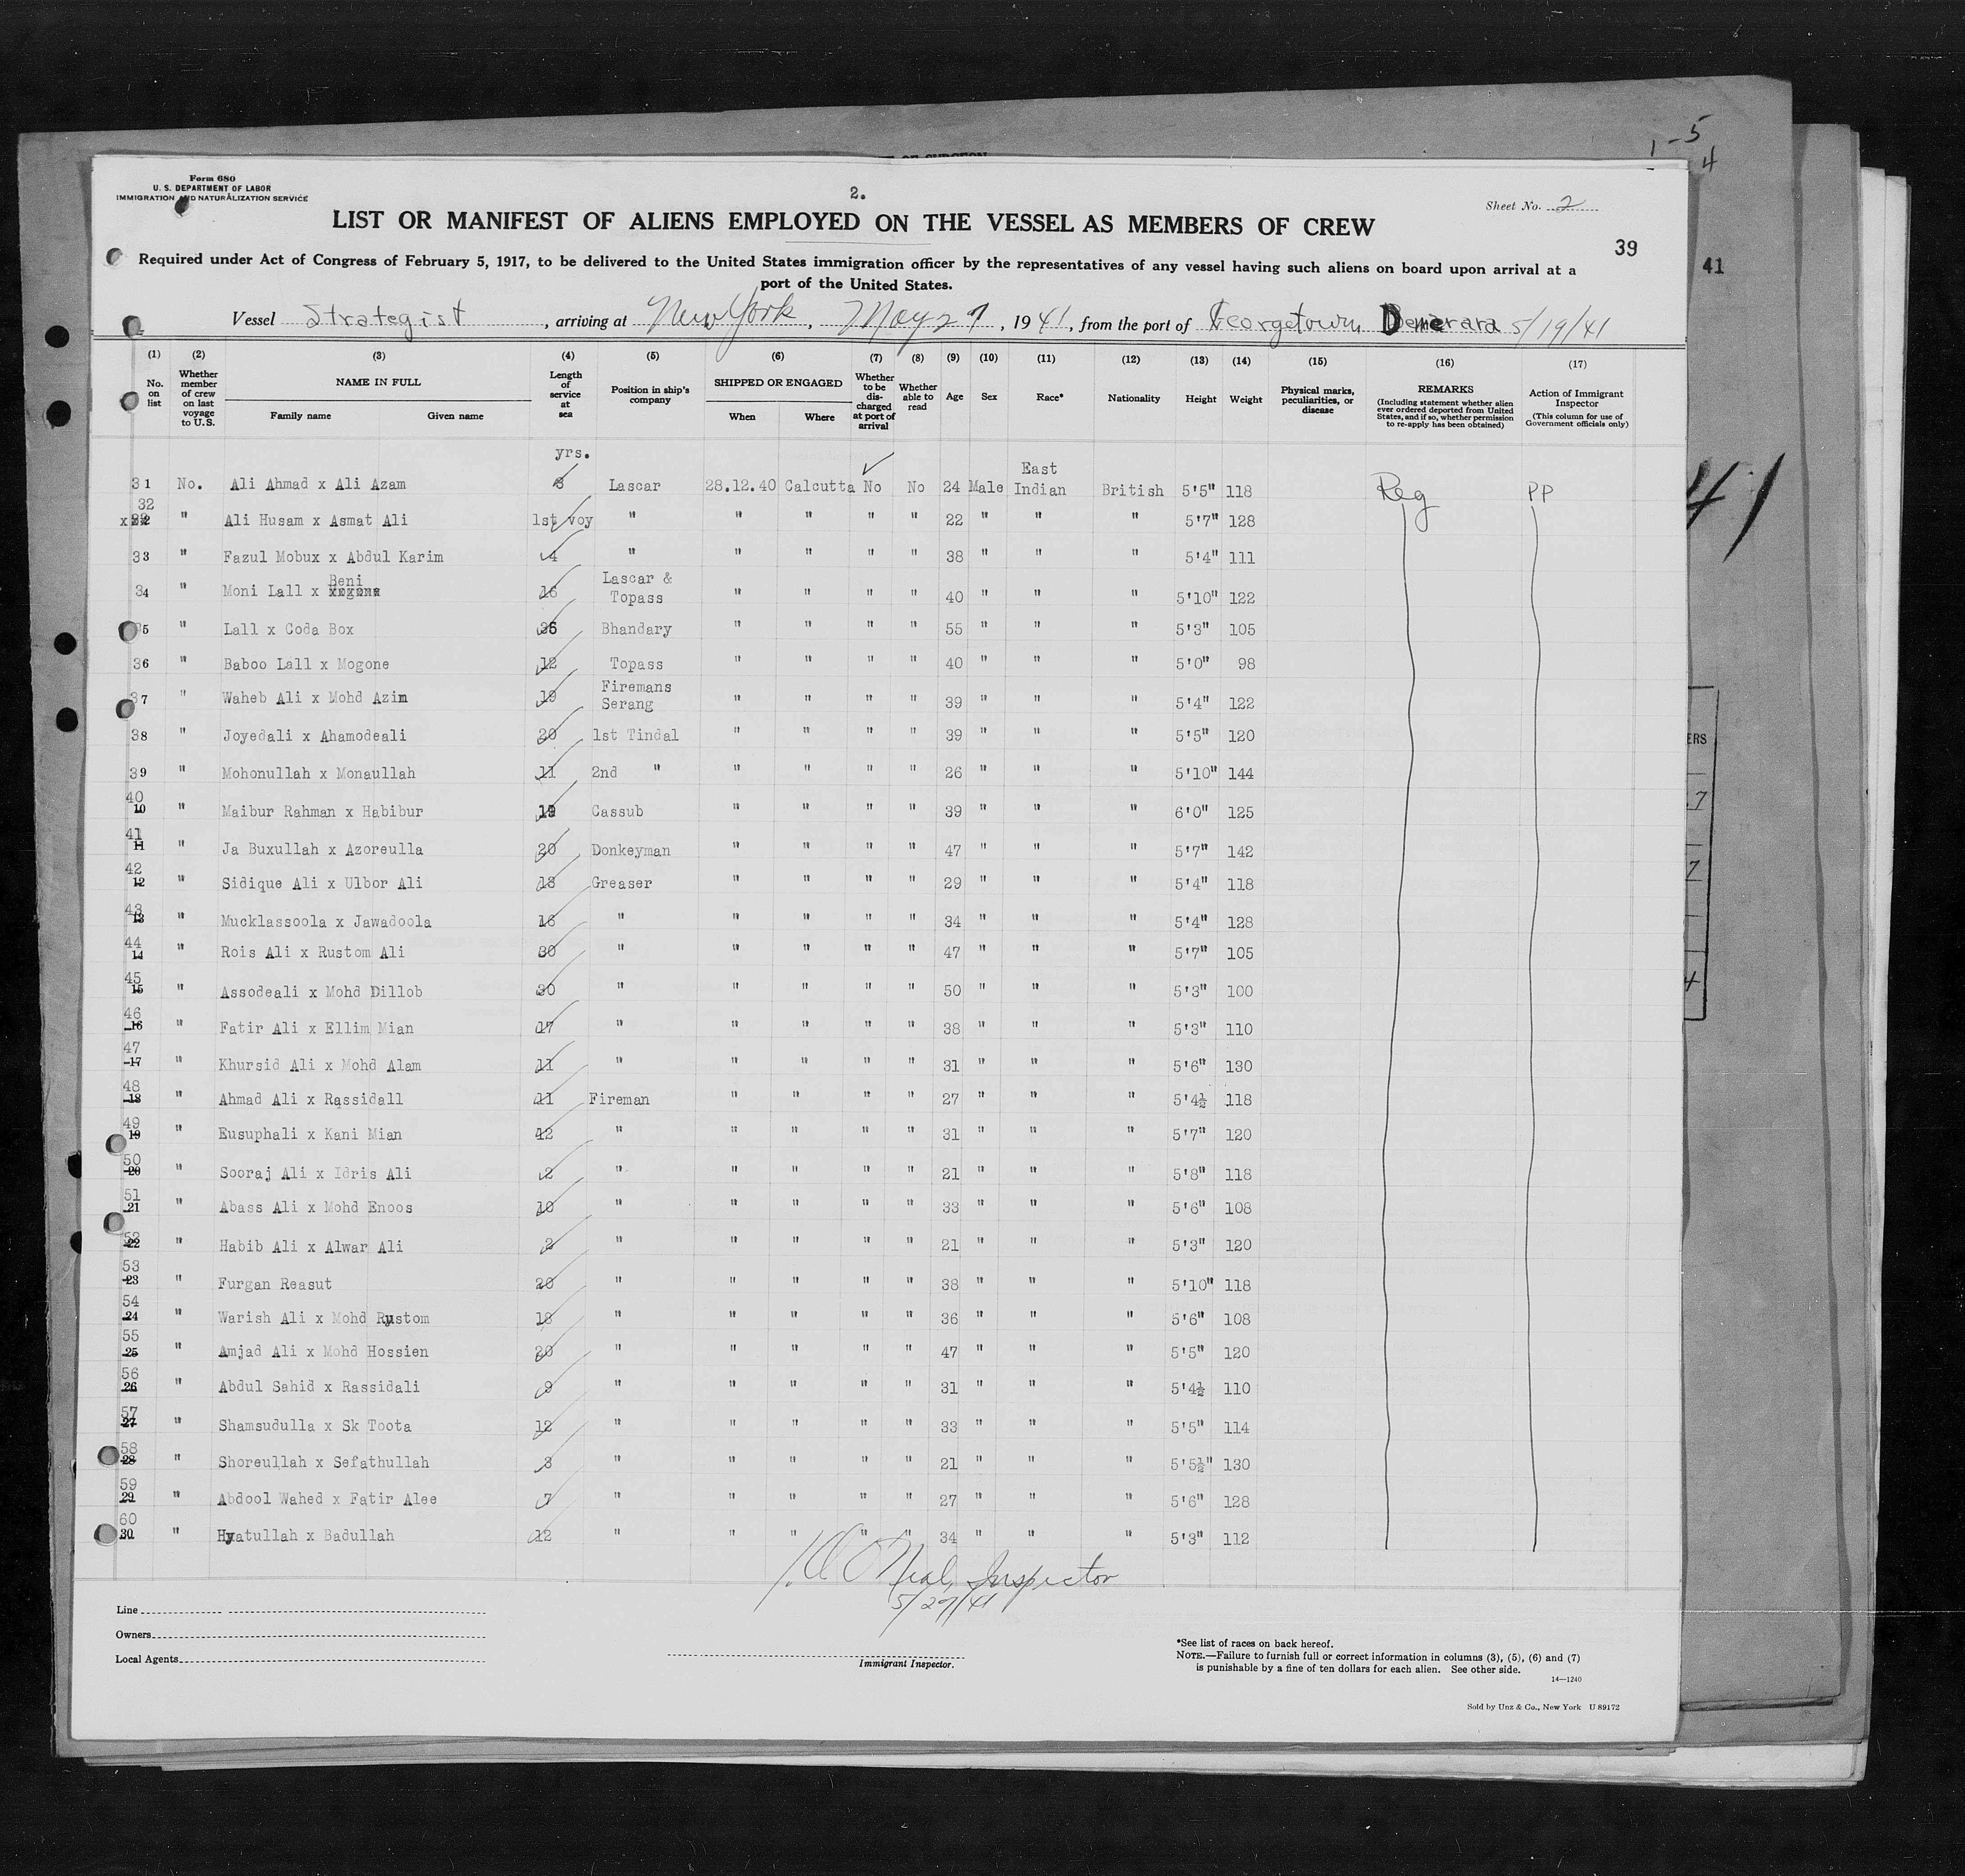 1-5
4
Form 680
U. S. DEPARTMENT OF LABOR
IMMIGRATION AND NATURALIZATION SERVICE
2.
Sheet No. 2
LIST OR MANIFEST OF ALIENS EMPLOYED ON THE VESSEL AS MEMBERS OF CREW
39
41
Required under Act of Congress of February 5, 1917, to be delivered to the United States immigration officer by the representatives of any vessel having such aliens on board upon arrival at a
port of the United States.
Vessel Strategist, arriving at New York, May 27, 1941, from the port of Georgetown Demerara 5/19/41
(1) (2) (3) (4) (5) (6) (7) (8) (9) (10) (11) (12) (13) (14) (15) (16) (17)
No. on list
Whether member of crew on last voyage to U.S.
NAME IN FULL
Family name Given name
Length of service at sea
Position in ship's company
SHIPPED OR ENGAGED
When Where
Whether to be discharged at port of arrival
Whether able to read
Age Sex Race* Nationality Height Weight
Physical marks, peculiarities, or disease
REMARKS
(Including statement whether alien ever ordered deported from United States, and if so, whether permission to re-apply has been obtained)
Action of Immigrant Inspector
(This column for use of Government officials only)
yrs.
31 No. Ali Ahmad x Ali Azam Lascar 28.12.40 Calcutta No No 24 Male East Indian British 5'5" 118 Reg PP
32 " Ali Husam x Asmat Ali 1st voy " " " " " 22 " " " 5'7" 128
33 " Fazul Mobux x Abdul Karim 4 " " " " " 38 " " " 5'4" 111
34 " Moni Lall x Beni 16 Lascar & Topass " " " " 40 " " " 5'10" 122
35 " Lall x Coda Box Bhandary " " " " 55 " " " 5'3" 105
36 " Baboo Lall x Mogone 12 Topass " " " " 40 " " " 5'0" 98
37 " Waheb Ali x Mohd Azim 19 Firemans Serang " " " " 39 " " " 5'4" 122
38 " Joyedali x Ahamodeali 20 1st Tindal " " " " 39 " " " 5'5" 120
39 " Mohonullah x Monaullah 11 2nd " " " " " 26 " " " 5'10" 144
40 10 " Maibur Rahman x Habibur Cassub " " " " 39 " " " 6'0" 125
41 11 " Ja Buxullah x Azoreulla 20 Donkeyman " " " " 47 " " " 5'7" 142
42 12 " Sidique Ali x Ulbor Ali 18 Greaser " " " " 29 " " " 5'4" 118
43 13 " Mucklassoola x Jawadoola 16 " " " " " 34 " " " 5'4" 128
44 14 " Rois Ali x Rustom Ali 30 " " " " " 47 " " " 5'7" 105
45 15 " Assodeali x Mohd Dillob 30 " " " " " 50 " " " 5'3" 100
46 16 " Fatir Ali x Ellim Mian 17 " " " " " 38 " " " 5'3" 110
47 17 " Khursid Ali x Mohd Alam 11 " " " " " 31 " " " 5'6" 130
48 18 " Ahmad Ali x Rassidall 11 Fireman " " " " 27 " " " 5'4½ 118
49 19 " Eusuphali x Kani Mian 12 " " " " " 31 " " " 5'7" 120
50 20 " Sooraj Ali x Idris Ali 2 " " " " " 21 " " " 5'8" 118
51 21 " Abass Ali x Mohd Enoos 10 " " " " " 33 " " " 5'6" 108
52 22 " Habib Ali x Alwar Ali 2 " " " " " 21 " " " 5'3" 120
53 23 " Furgan Reasut 20 " " " " " 38 " " " 5'10" 118
54 24 " Warish Ali x Mohd Rustom 18 " " " " " 36 " " " 5'6" 108
55 25 " Amjad Ali x Mohd Hossien 20 " " " " " 47 " " " 5'5" 120
56 26 " Abdul Sahid x Rassidali 9 " " " " " 31 " " " 5'4½ 110
57 27 " Shamsudulla x Sk Toota 12 " " " " " 33 " " " 5'5" 114
58 28 " Shoreullah x Sefathullah 3 " " " " " 21 " " " 5'5½" 130
59 29 " Abdool Wahed x Fatir Alee 7 " " " " " 27 " " " 5'6" 128
60 30 " Hyatullah x Badullah 12 " " " " " 34 " " " 5'3" 112
O'Neal, Inspector
5/27/41
Line
Owners
Local Agents
Immigrant Inspector.
*See list of races on back hereof.
NOTE.—Failure to furnish full or correct information in columns (3), (5), (6) and (7)
is punishable by a fine of ten dollars for each alien. See other side.
14—1240
Sold by Unz & Co., New York U 89172
41
ERS
7
7
4